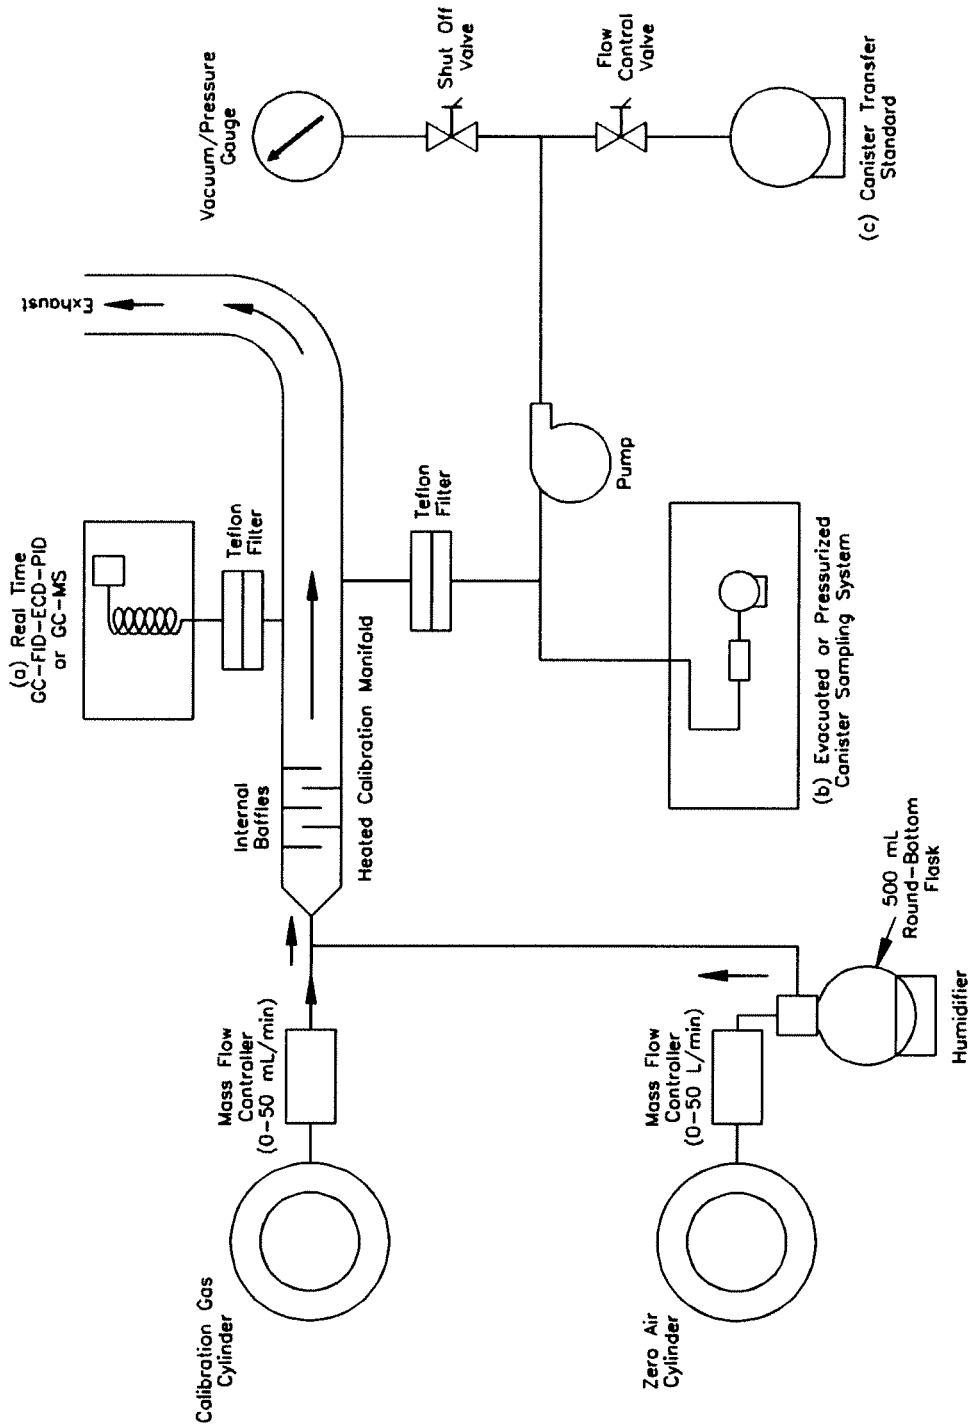 Calibration Gas
Cylinder
Mass Flow
Controller
(0-50 mL/min)
Internal
Baffles
Heated Calibration Manifold
(a) Real Time
GC-FID-ECD-PID
or GC-MS
Teflon
Filter
Exhaust
Teflon
Filter
Vacuum/Pressure
Gauge
Shut Off
Valve
Flow
Control
Valve
(c) Canister Transfer
Standard
Pump
(b) Evacuated or Pressurized
Canister Sampling System
Zero Air
Cylinder
Mass Flow
Controller
(0-50 L/min)
500 mL
Round-Bottom
Flask
Humidifier